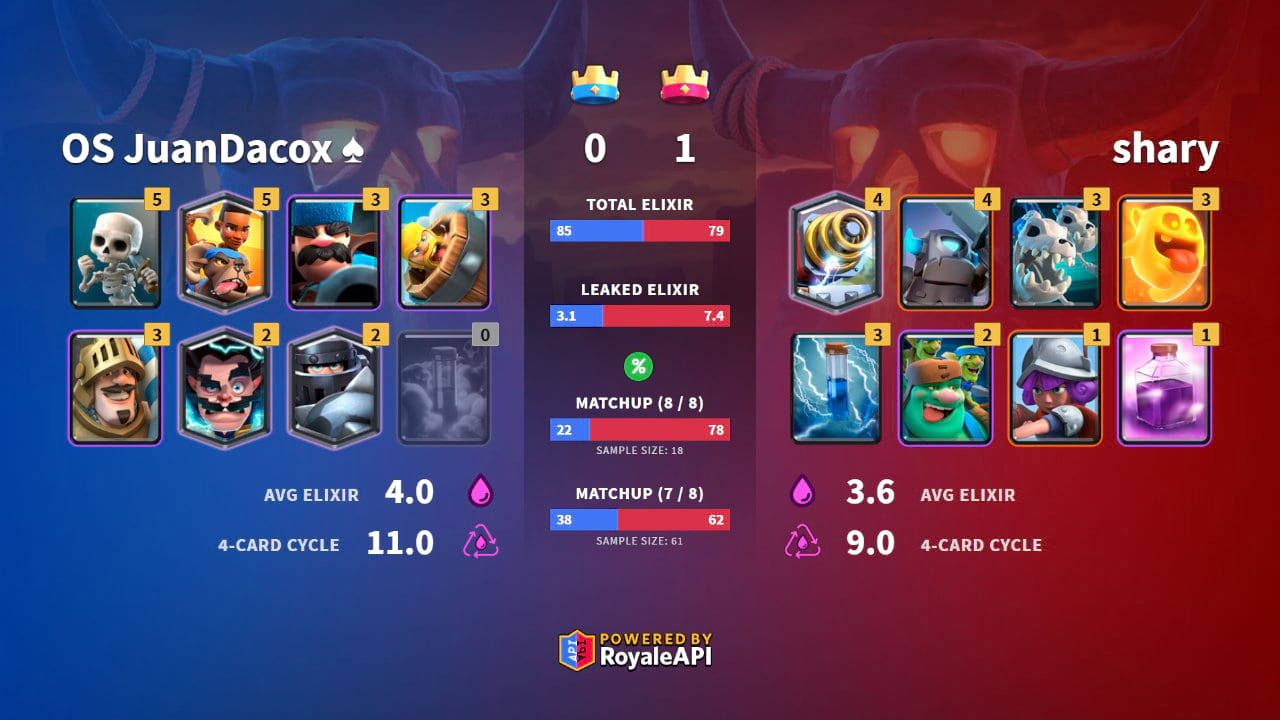 OS JuanDacox ♠
0 1
shary
5 5 3 3
3 2 2 0
TOTAL ELIXIR
85 79
LEAKED ELIXIR
3.1 7.4
%
MATCHUP (8 / 8)
22 78
SAMPLE SIZE: 18
MATCHUP (7 / 8)
38 62
SAMPLE SIZE: 61
4 4 3 3
3 2 1 1
AVG ELIXIR 4.0
4-CARD CYCLE 11.0
3.6 AVG ELIXIR
9.0 4-CARD CYCLE
API API POWERED BY
RoyaleAPI